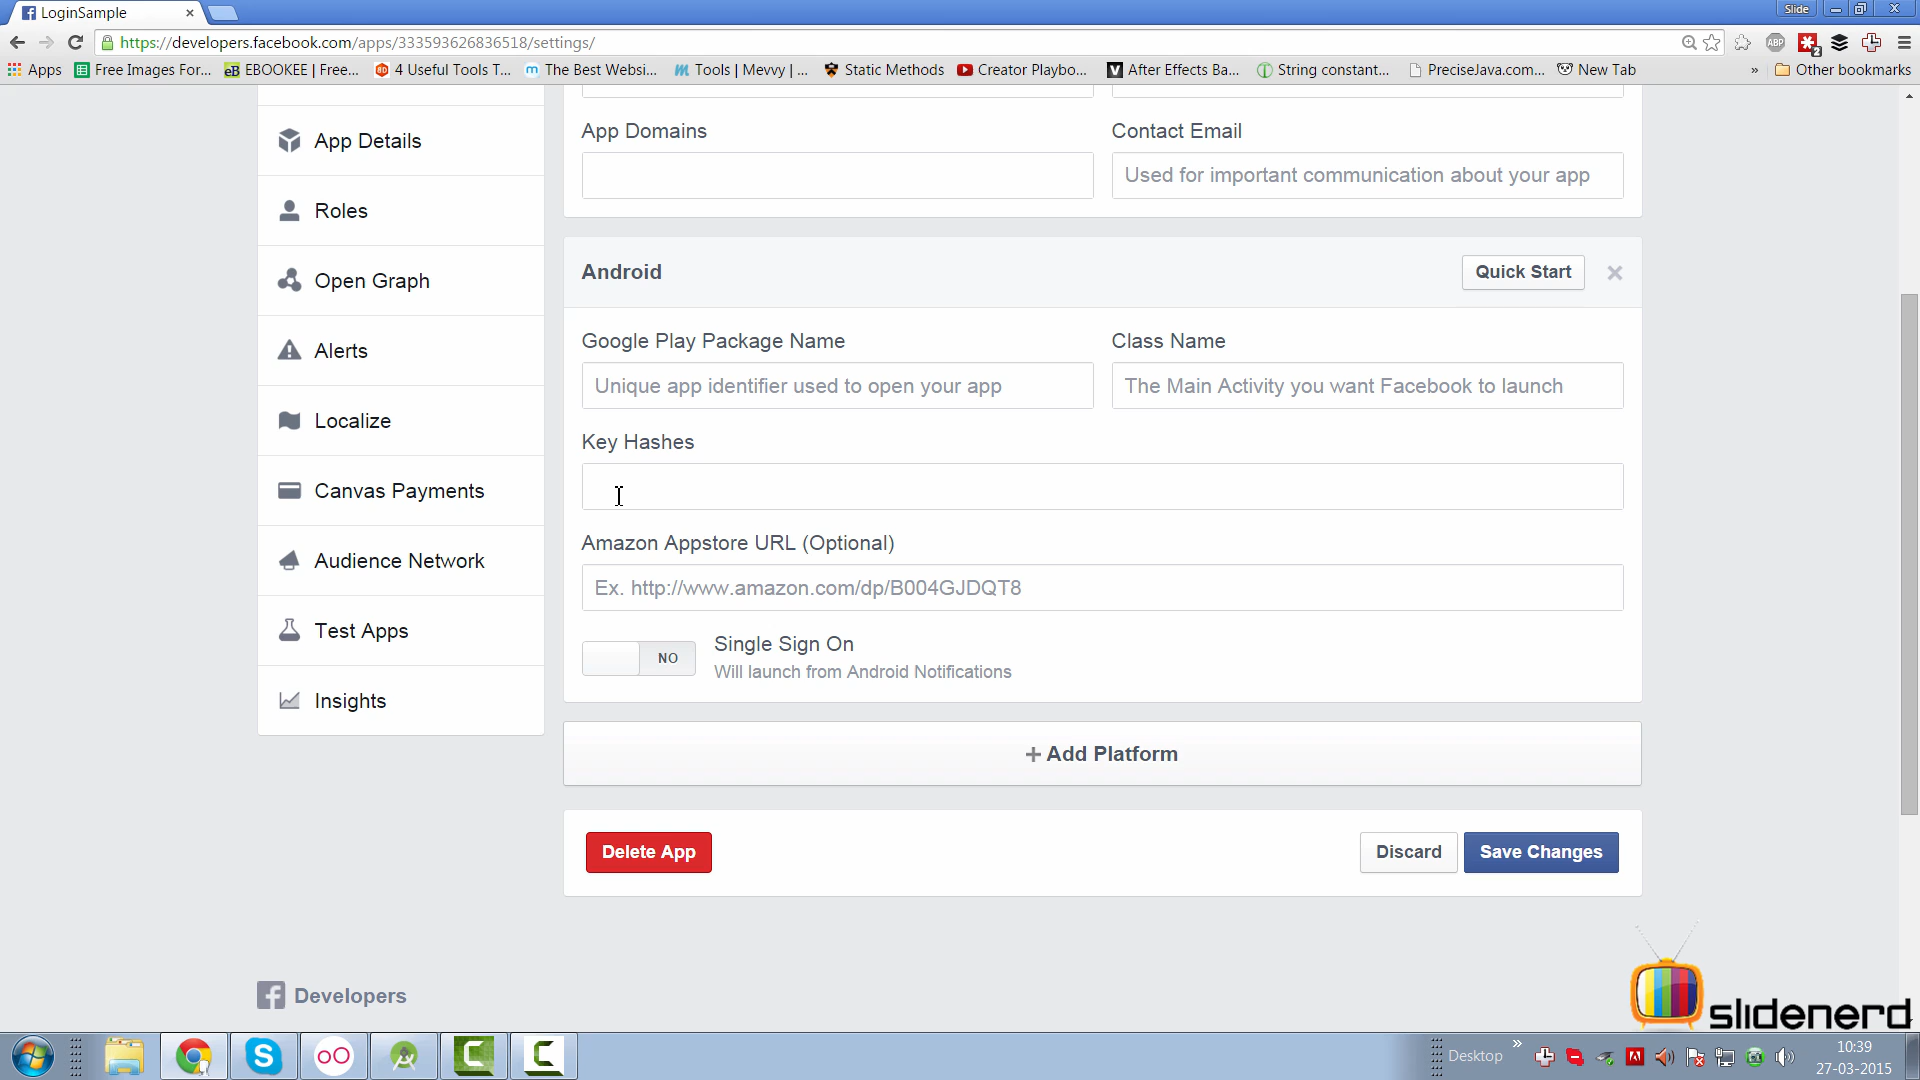 LoginSample
Slide
https://developers.facebook.com/apps/333593626836518/settings/
ABP
2
Apps
Free Images For...
EBOOKEE | Free...
4 Useful Tools T...
The Best Websi...
Tools | Mevvy | ...
Static Methods
Creator Playbo...
After Effects Ba...
String constant...
PreciseJava.com...
New Tab
»
Other bookmarks
App Details
Roles
Open Graph
Alerts
Localize
Canvas Payments
Audience Network
Test Apps
Insights
App Domains
Contact Email
Used for important communication about your app
Android
Quick Start
Google Play Package Name
Class Name
Unique app identifier used to open your app
The Main Activity you want Facebook to launch
Key Hashes
Amazon Appstore URL (Optional)
Ex. http://www.amazon.com/dp/B004GJDQT8
NO
Single Sign On
Will launch from Android Notifications
+ Add Platform
Delete App
Discard
Save Changes
Developers
slidenerd
Desktop
»
10:39
27-03-2015